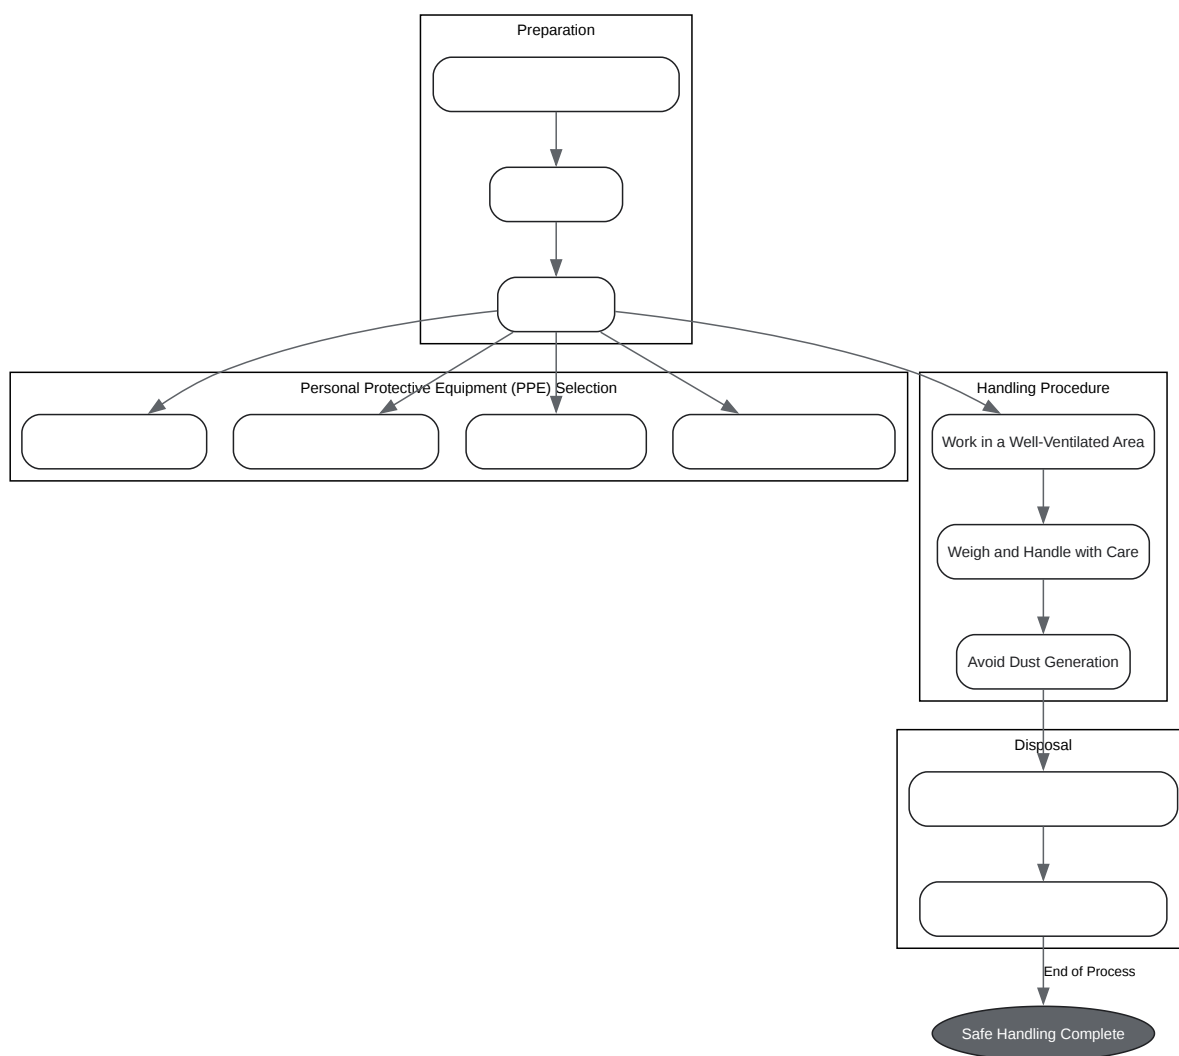 Preparation
Personal Protective Equipment (PPE) Selection
Handling Procedure
Work in a Well-Ventilated Area
Weigh and Handle with Care
Avoid Dust Generation
Disposal
End of Process
Safe Handling Complete